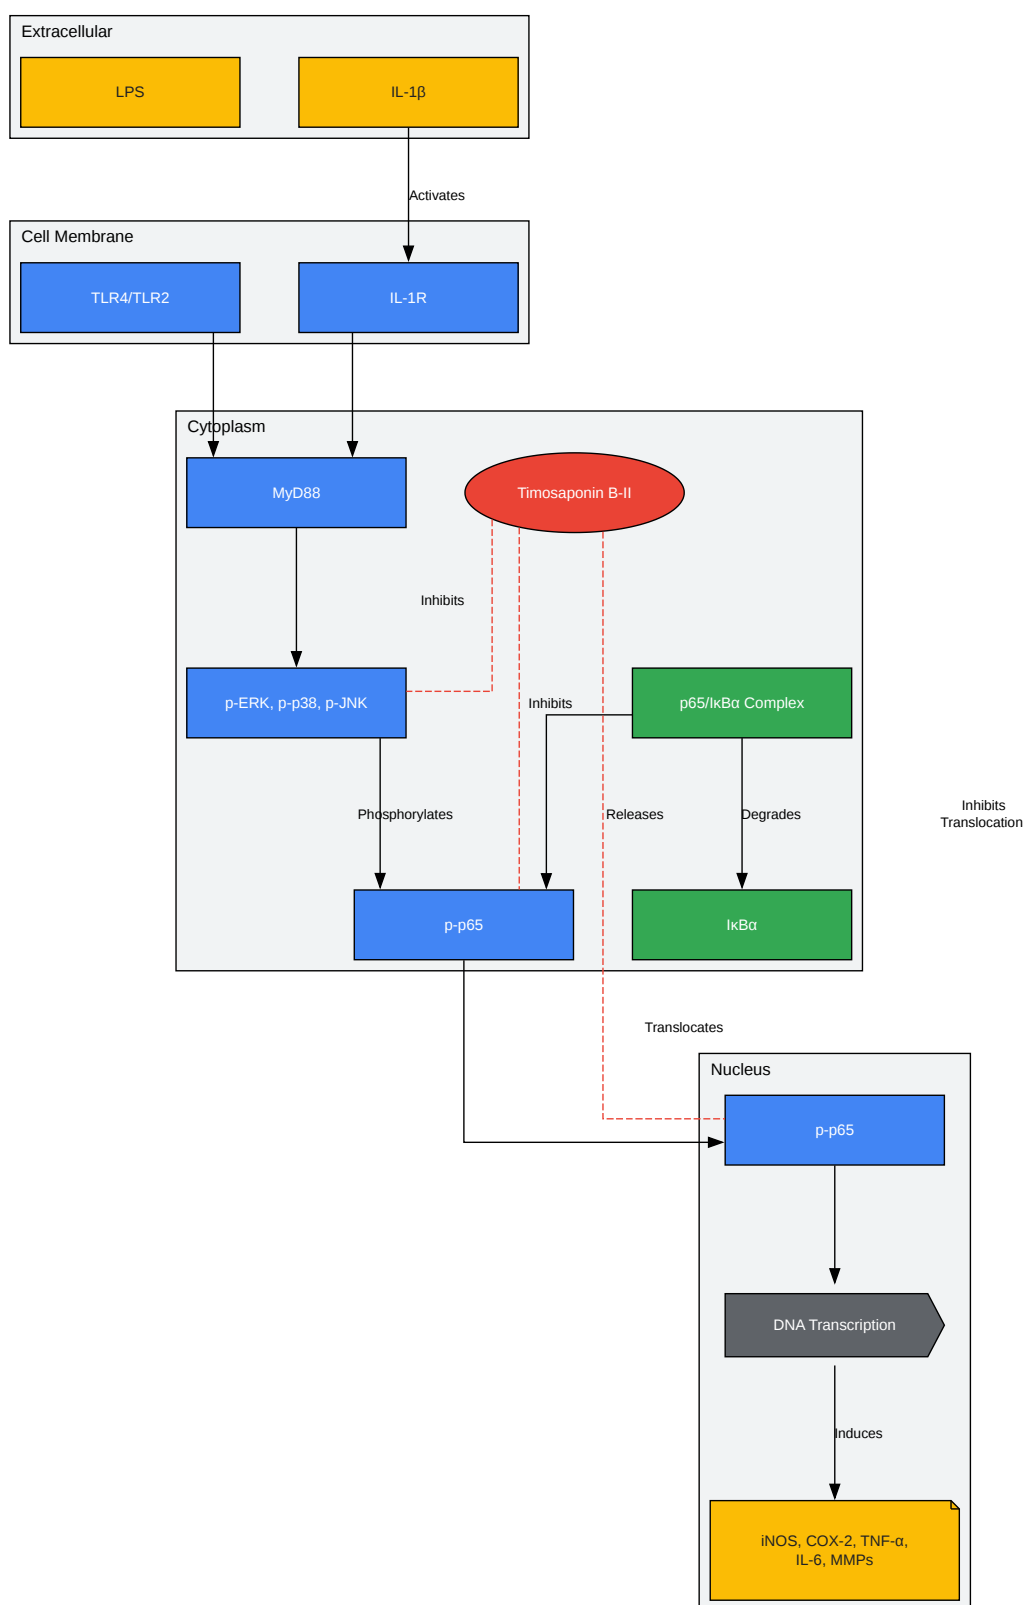 Extracellular
LPS
IL-1β
Activates
Cell Membrane
TLR4/TLR2
IL-1R
Cytoplasm
MyD88
Timosaponin B-II
Inhibits
p-ERK, p-p38, p-JNK
Inhibits
p65/IκBα Complex
Phosphorylates
Releases
Degrades
Inhibits
Translocation
p-p65
IκBα
Translocates
Nucleus
p-p65
DNA Transcription
Induces
iNOS, COX-2, TNF-α,
IL-6, MMPs